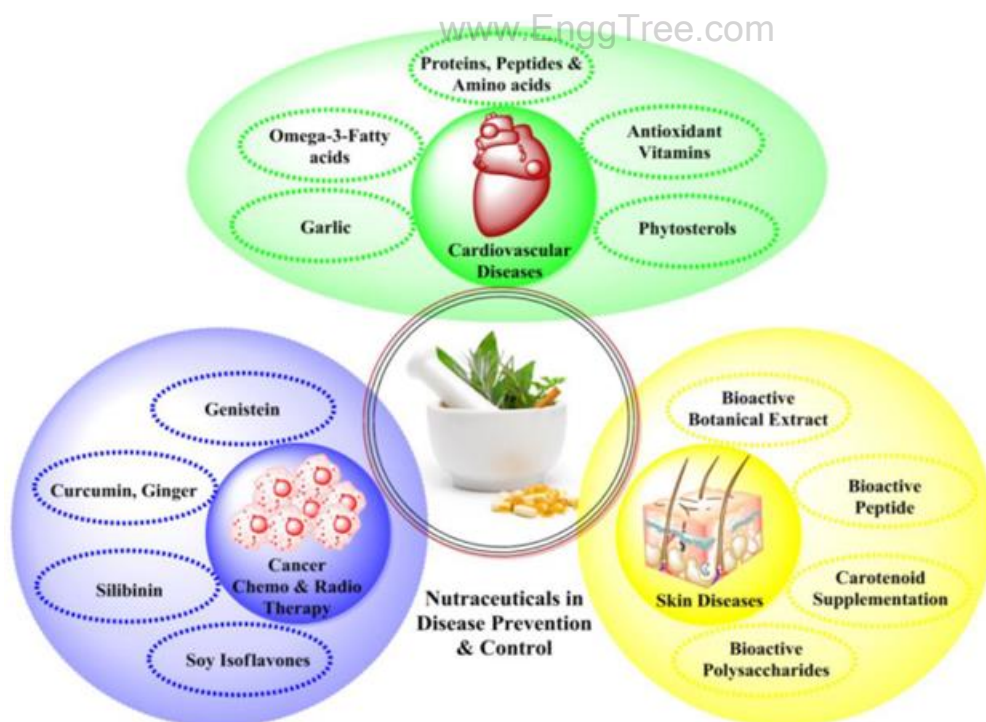 www.EnggTree.com
Proteins, Peptides &
Amino acids
Omega-3-Fatty
acids
Antioxidant
Vitamins
Garlic
Phytosterols
Cardiovascular
Diseases
Genistein
Curcumin, Ginger
Silibinin
Soy Isoflavones
Cancer
Chemo & Radio
Therapy
Bioactive
Botanical Extract
Bioactive
Peptide
Carotenoid
Supplementation
Bioactive
Polysaccharides
Skin Diseases
Nutraceuticals in
Disease Prevention
& Control